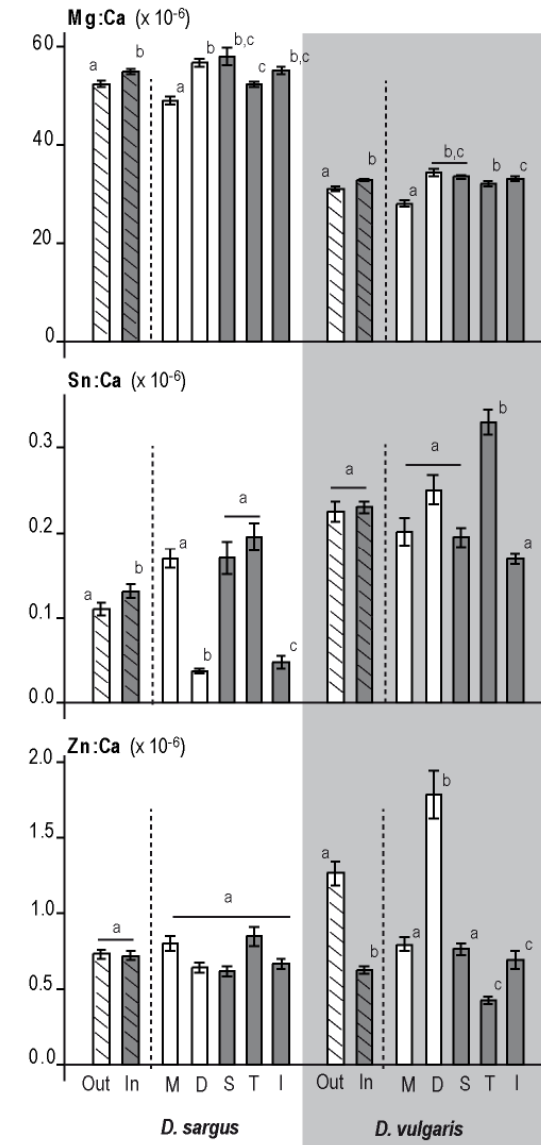 Mg:Ca (x 10⁻⁶)
60
40
20
0
a
b
a
b
b,c
c
b,c
a
b
a
b,c
b
c
Sn:Ca (x 10⁻⁶)
0.3
0.2
0.1
0.0
a
b
a
b
a
c
a
a
b
a
Zn:Ca (x 10⁻⁶)
2.0
1.5
1.0
0.5
0.0
a
a
a
b
a
b
a
c
c
Out In M D S T I Out In M D S T I
D. sargus D. vulgaris